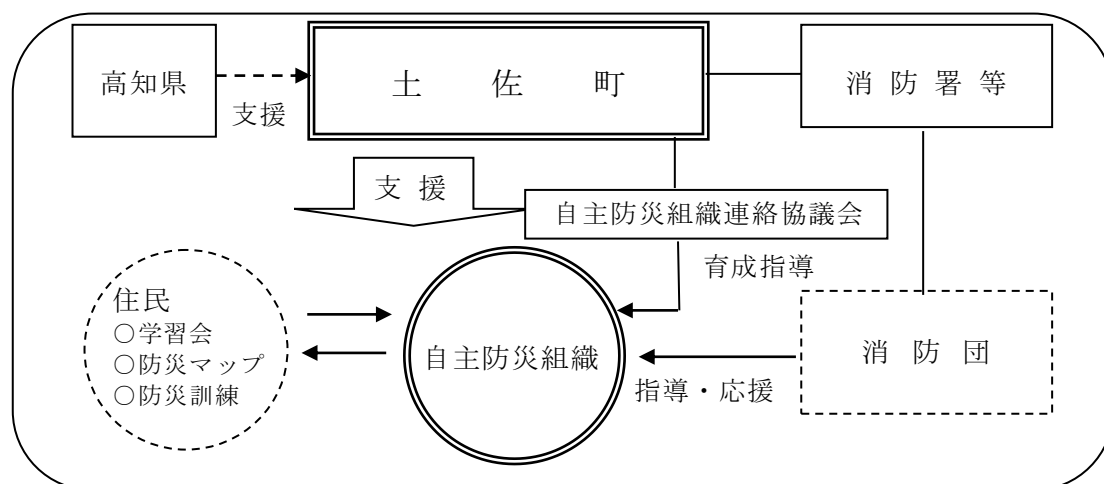 高知県
支援
土佐町
消防署等
支援
自主防災組織連絡協議会
育成指導
住民
○学習会
○防災マップ
○防災訓練
自主防災組織
指導・応援
消防団